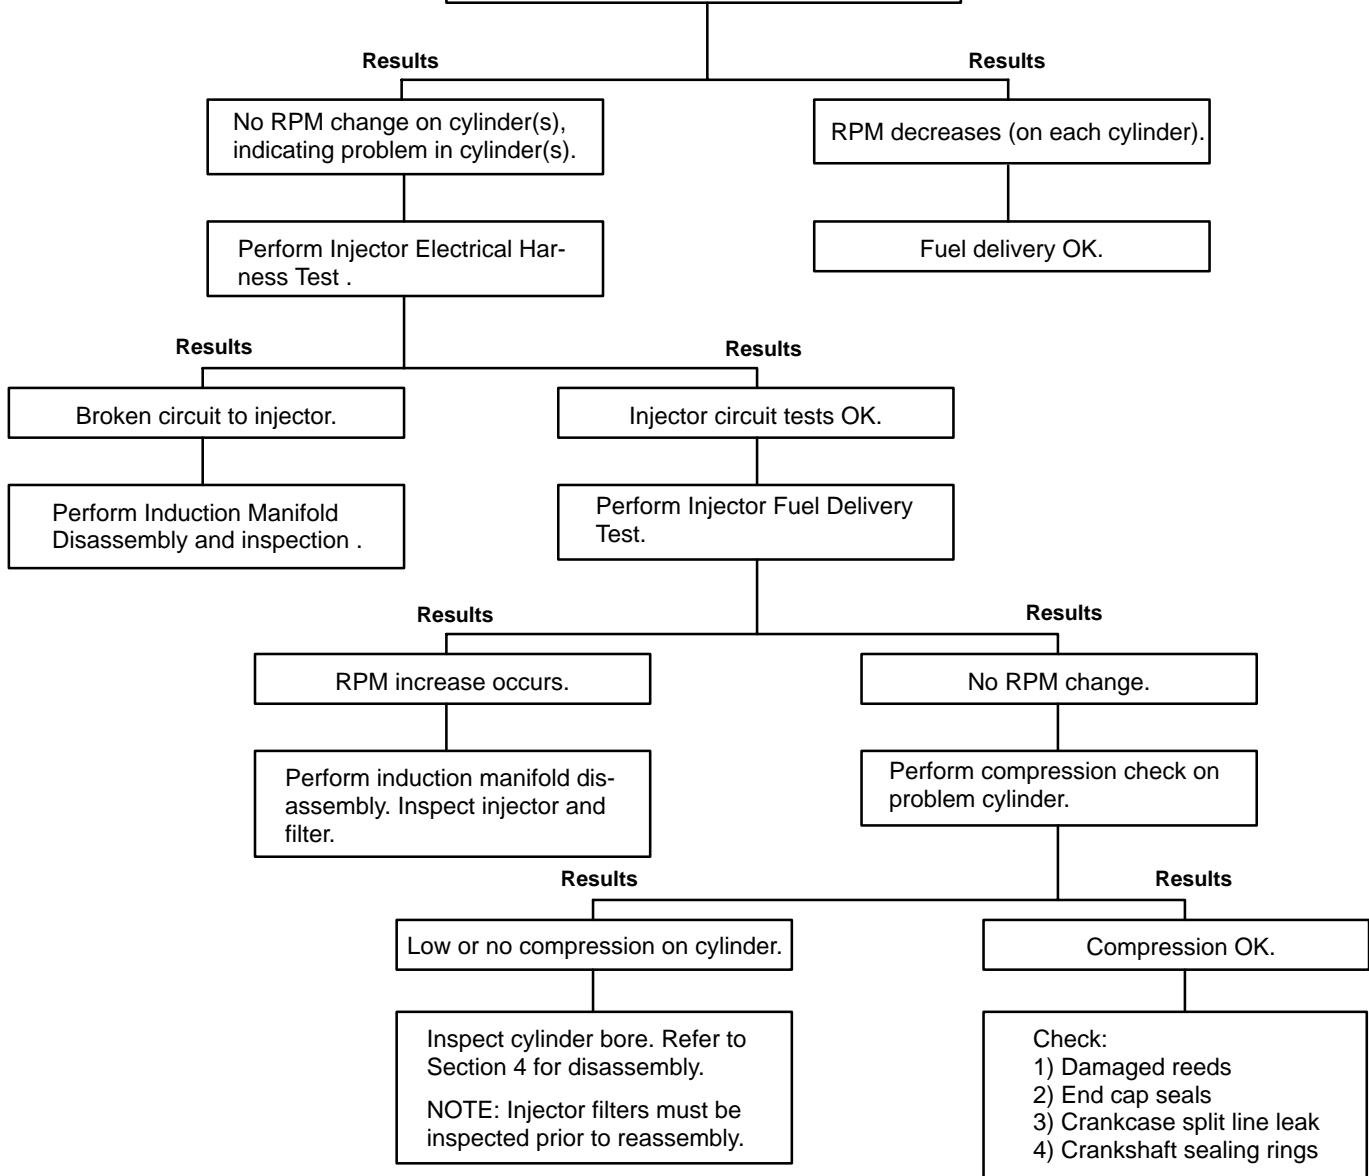 Results
Results
No RPM change on cylinder(s),
indicating problem in cylinder(s).
RPM decreases (on each cylinder).
Perform Injector Electrical Har-
ness Test .
Fuel delivery OK.
Results
Results
Broken circuit to injector.
Injector circuit tests OK.
Perform Induction Manifold
Disassembly and inspection .
Perform Injector Fuel Delivery
Test.
Results
Results
RPM increase occurs.
No RPM change.
Perform induction manifold dis-
assembly. Inspect injector and
filter.
Perform compression check on
problem cylinder.
Results
Results
Low or no compression on cylinder.
Compression OK.
Inspect cylinder bore. Refer to
Section 4 for disassembly.
NOTE: Injector filters must be
inspected prior to reassembly.
Check:
1) Damaged reeds
2) End cap seals
3) Crankcase split line leak
4) Crankshaft sealing rings